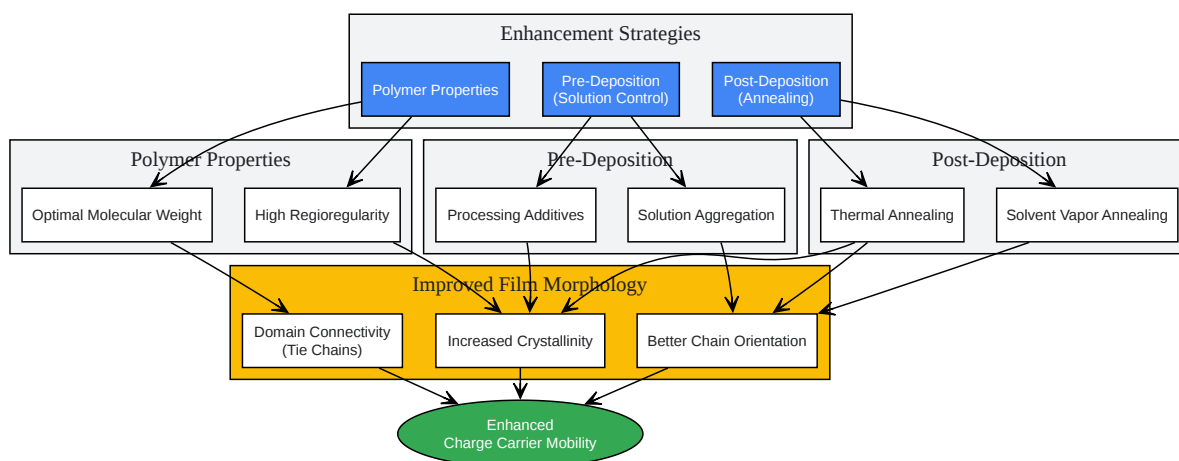 Enhancement Strategies
Polymer Properties
Pre-Deposition
(Solution Control)
Post-Deposition
(Annealing)
Polymer Properties
Pre-Deposition
Post-Deposition
Optimal Molecular Weight
High Regioregularity
Processing Additives
Solution Aggregation
Thermal Annealing
Solvent Vapor Annealing
Improved Film Morphology
Domain Connectivity
(Tie Chains)
Increased Crystallinity
Better Chain Orientation
Enhanced
Charge Carrier Mobility